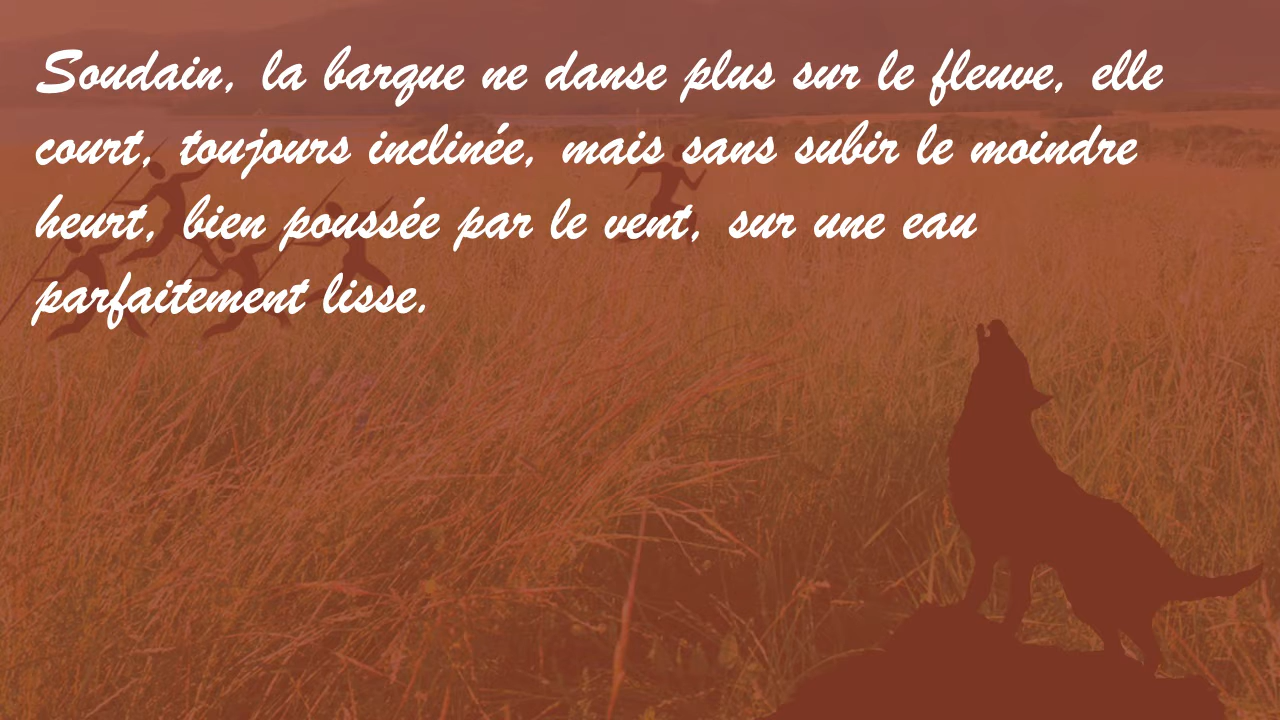 Soudain, la barque ne danse plus sur le fleuve, elle
court, toujours inclinée, mais sans subir le moindre
heurt, bien poussée par le vent, sur une eau
parfaitement lisse.